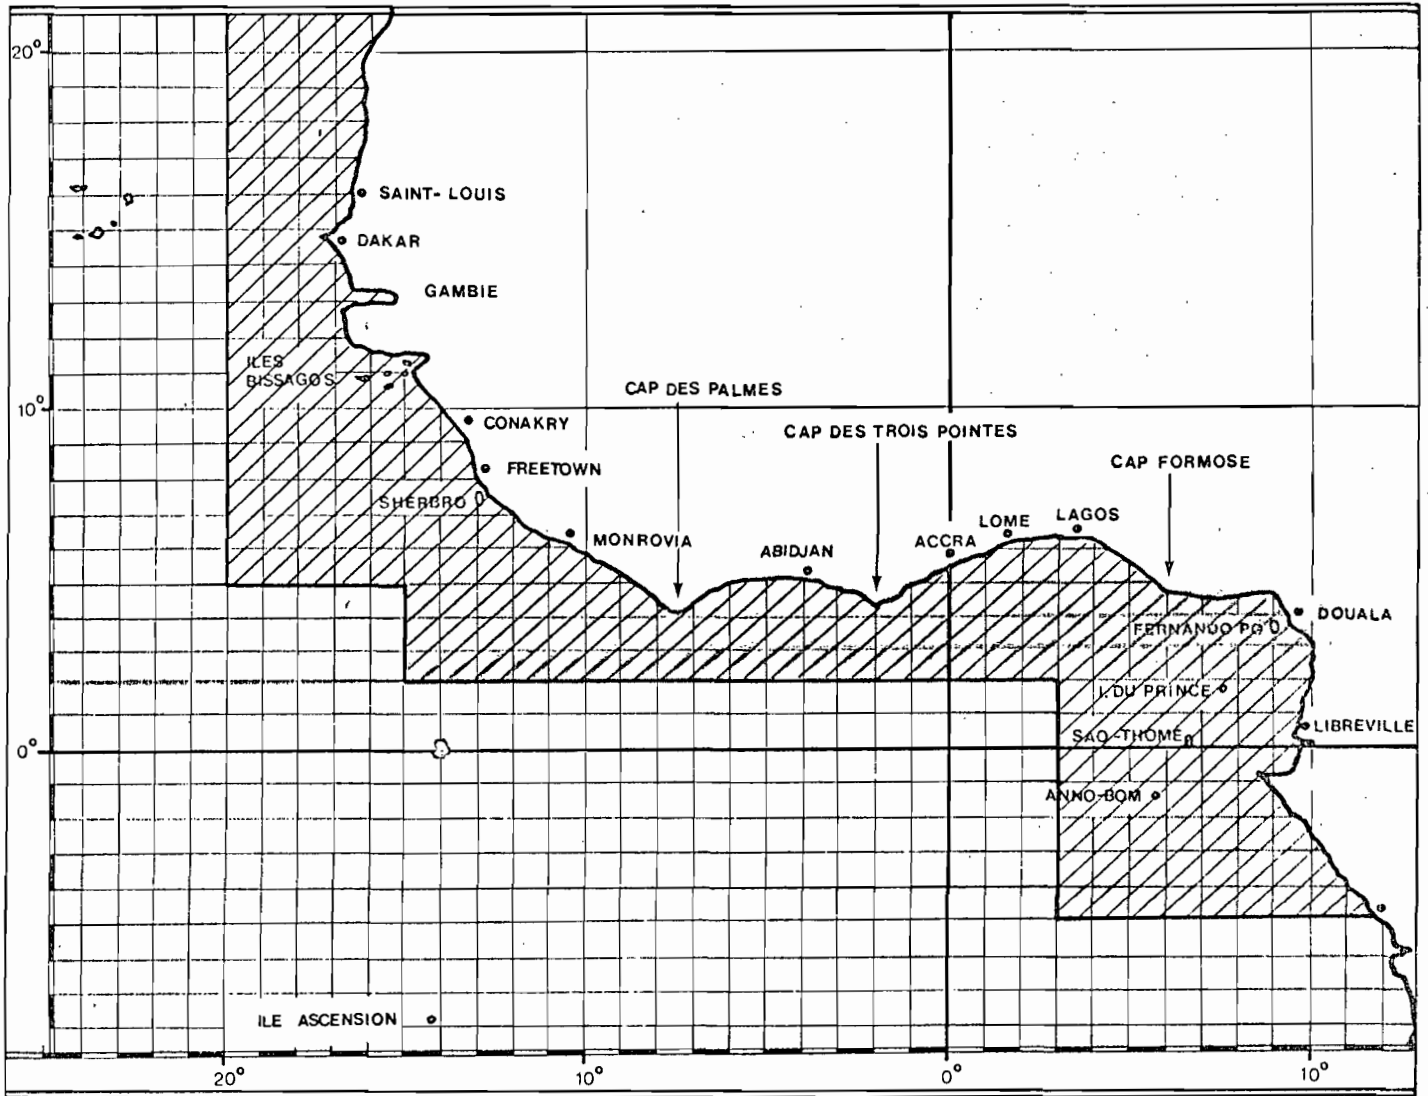 20°
SAINT-LOUIS
DAKAR
GAMBIE
ILES
BISSAGOS
CAP DES PALMES
10°
CONAKRY
CAP DES TROIS POINTES
FREETOWN
CAP FORMOSE
SHERBRO
MONROVIA
ABIDJAN
ACCRA
LOME
LAGOS
DOUALA
FERNANDO PO
I. DU PRINCE
LIBREVILLE
SAO-THOME
0°
ANNO-BOM
ILE ASCENSION
20°
10°
0°
10°